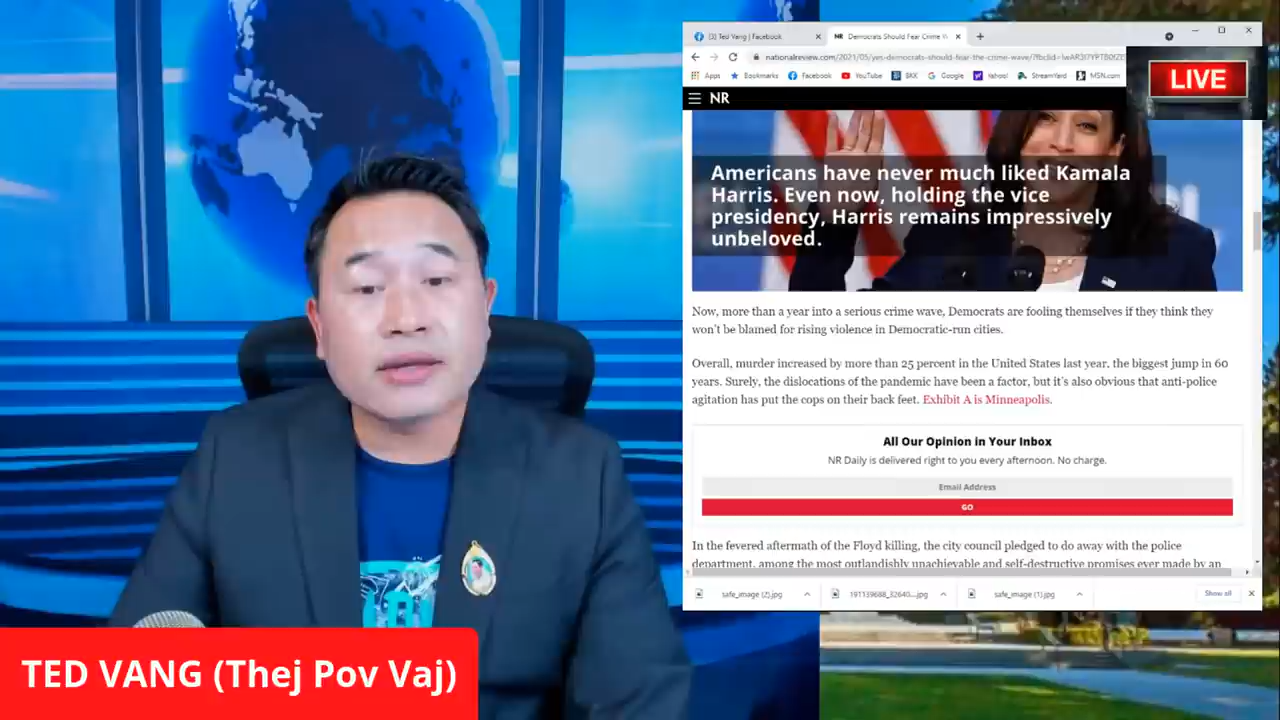 (3) Ted Vang | Facebook
NR Democrats Should Fear Crime W
nationalreview.com/2021/05/yes-democrats-should-fear-the-crime-wave/?fbclid=
Apps
Bookmarks
Facebook
YouTube
BKX
Google
Yahoo!
StreamYard
MSN.com
LIVE
NR
Americans have never much liked Kamala
Harris. Even now, holding the vice
presidency, Harris remains impressively
unbeloved.
Now, more than a year into a serious crime wave, Democrats are fooling themselves if they think they
won't be blamed for rising violence in Democratic-run cities.
Overall, murder increased by more than 25 percent in the United States last year, the biggest jump in 60
years. Surely, the dislocations of the pandemic have been a factor, but it's also obvious that anti-police
agitation has put the cops on their back feet. Exhibit A is Minneapolis.
All Our Opinion in Your Inbox
NR Daily is delivered right to you every afternoon. No charge.
Email Address
GO
In the fevered aftermath of the Floyd killing, the city council pledged to do away with the police
department, among the most outlandishly unachievable and self-destructive promises ever made by an
safe_image (2).jpg
191139688_32640....jpg
safe_image (1).jpg
Show all
TED VANG (Thej Pov Vaj)